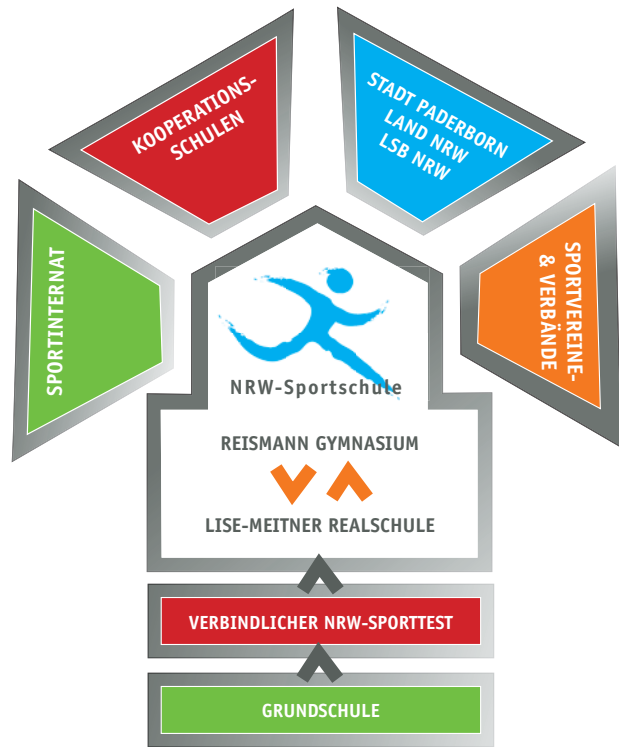 KOOPERATIONS-
SCHULEN
STADT PADERBORN
LAND NRW
LSB NRW
SPORTINTERNAT
SPORTVEREINE-
& VERBÄNDE
NRW-Sportschule
REISMANN GYMNASIUM
LISE-MEITNER REALSCHULE
VERBINDLICHER NRW-SPORTTEST
GRUNDSCHULE